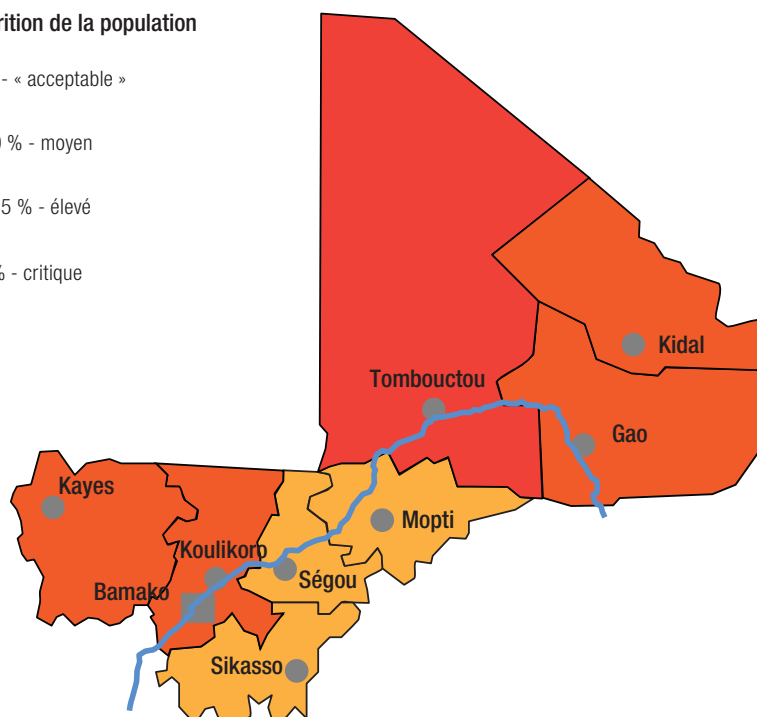 rition de la population
- « acceptable »
% - moyen
5 % - élevé
% - critique
Kidal
Tombouctou
Gao
Kayes
Mopti
Koulikoro
Ségou
Bamako
Sikasso